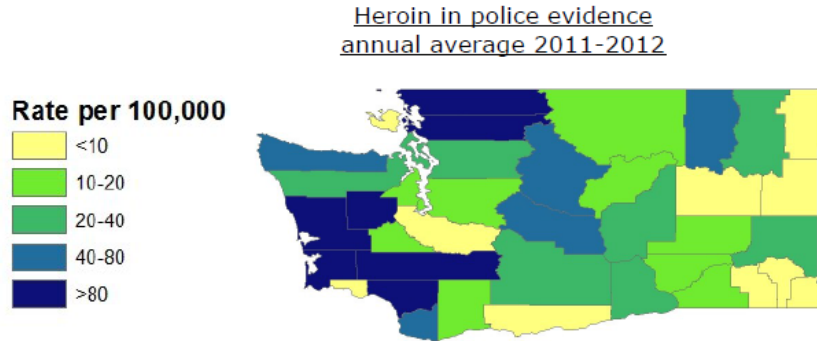 Heroin in police evidence
annual average 2011-2012
Rate per 100,000
<10
10-20
20-40
40-80
>80